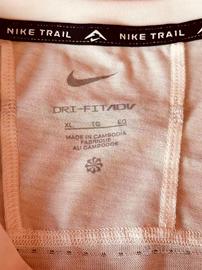 NIKE TRAIL NIKE TRAIL
DRI-FIT ADV
XL TG EG
MADE IN CAMBODIA
FABRIQUÉ
AU CAMBODGE